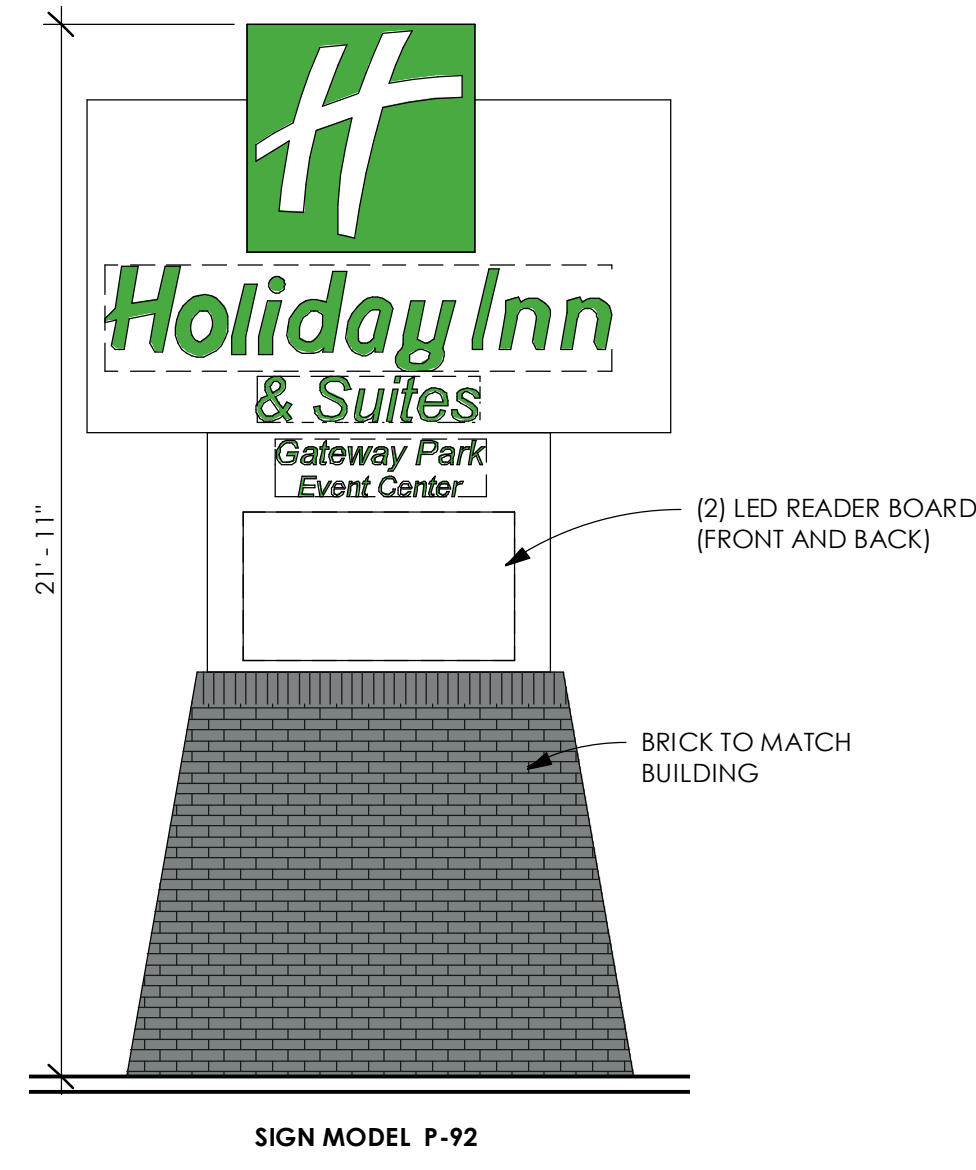 H
Holiday Inn
& Suites
Gateway Park
Event Center
21' - 11"
(2) LED READER BOARD
(FRONT AND BACK)
BRICK TO MATCH
BUILDING
SIGN MODEL P-92